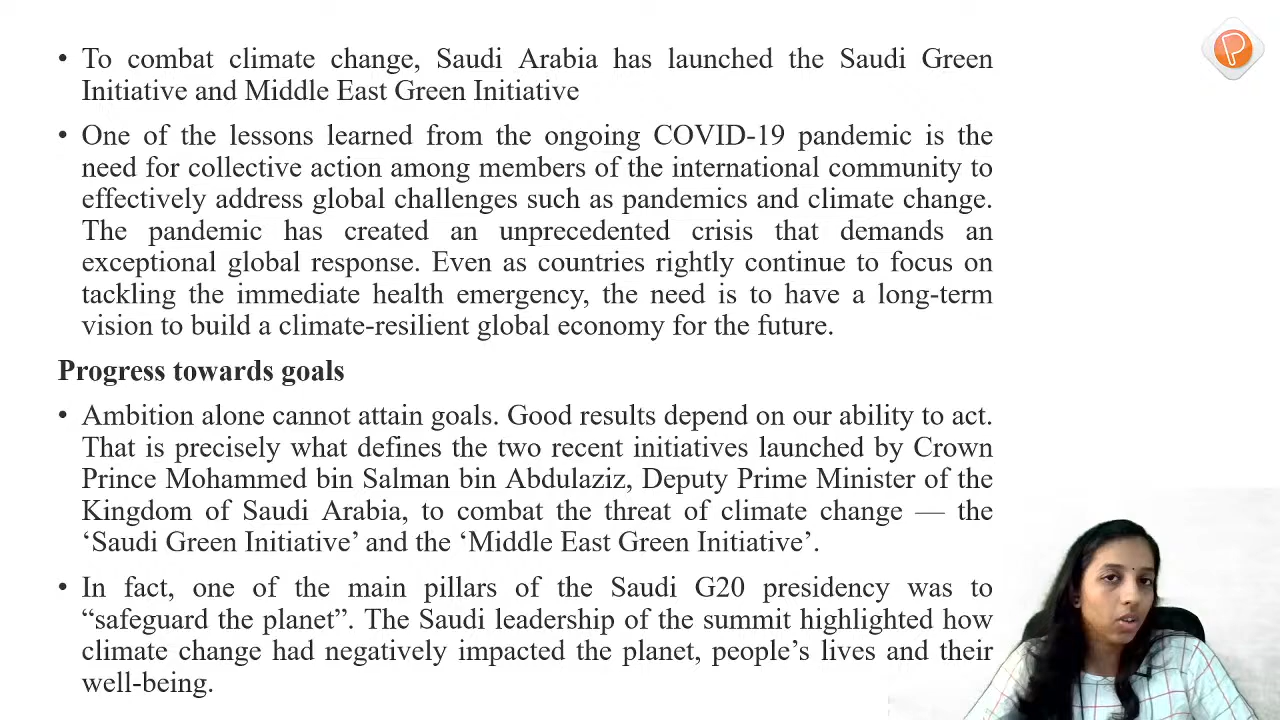 • To combat climate change, Saudi Arabia has launched the Saudi Green
Initiative and Middle East Green Initiative
• One of the lessons learned from the ongoing COVID-19 pandemic is the
need for collective action among members of the international community to
effectively address global challenges such as pandemics and climate change.
The pandemic has created an unprecedented crisis that demands an
exceptional global response. Even as countries rightly continue to focus on
tackling the immediate health emergency, the need is to have a long-term
vision to build a climate-resilient global economy for the future.
Progress towards goals
• Ambition alone cannot attain goals. Good results depend on our ability to act.
That is precisely what defines the two recent initiatives launched by Crown
Prince Mohammed bin Salman bin Abdulaziz, Deputy Prime Minister of the
Kingdom of Saudi Arabia, to combat the threat of climate change — the
‘Saudi Green Initiative’ and the ‘Middle East Green Initiative’.
• In fact, one of the main pillars of the Saudi G20 presidency was to
“safeguard the planet”. The Saudi leadership of the summit highlighted how
climate change had negatively impacted the planet, people’s lives and their
well-being.
P